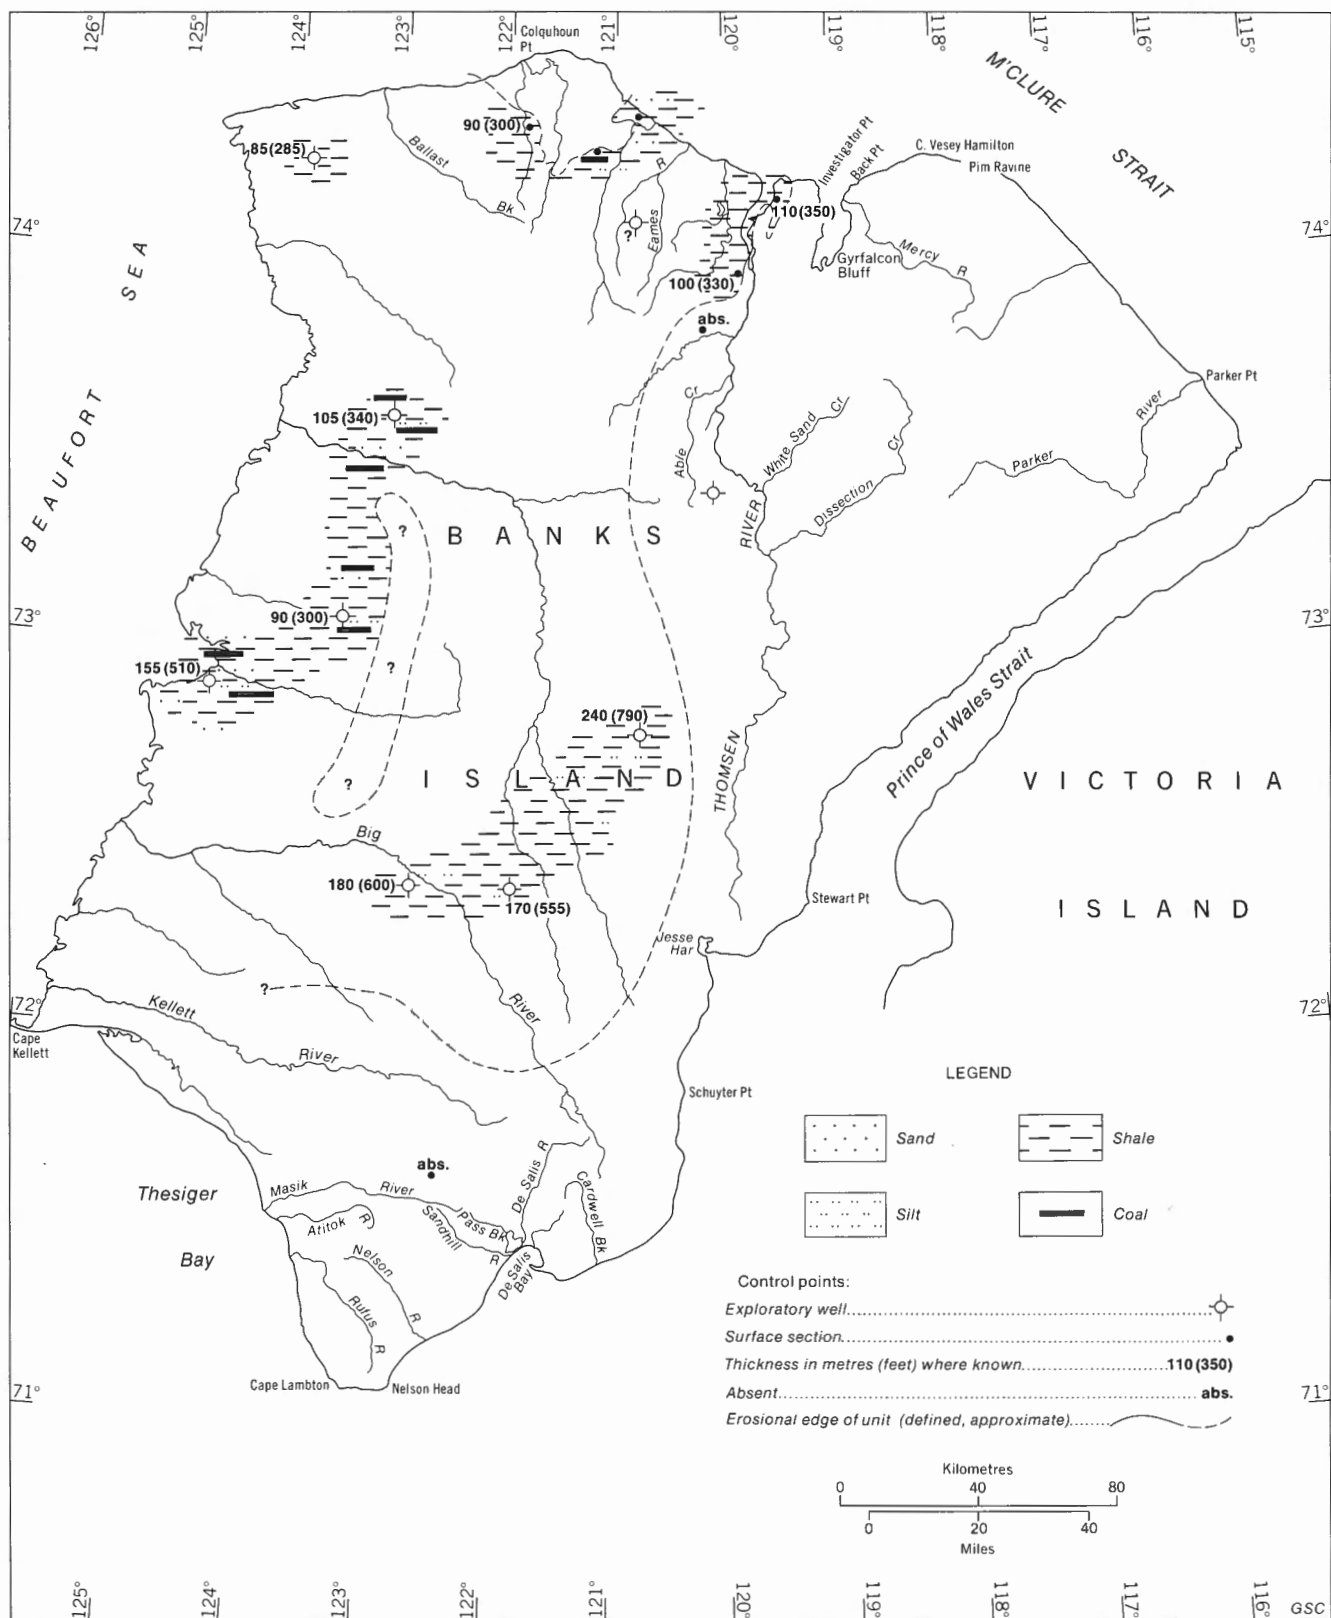 126° 125° 124° 123° 122° 121° 120° 119° 118° 117° 116° 115°
Colquhoun
Pt
M'CLURE
STRAIT
90 (300)
85 (285)
Ballast
Bk
R
Eames
?
Investigator Pt
Back Pt
C. Vesey Hamilton
Pim Ravine
110 (350)
74°
74°
Gyrfalcon
Bluff
Mercy R
100 (330)
abs.
BEAUFORT SEA
105 (340)
Parker Pt
River
Parker
Able Cr
White Sand Cr
Dissection Cr
RIVER
THOMSEN
BANKS
ISLAND
?
?
?
73°
73°
90 (300)
155 (510)
240 (790)
Prince of Wales Strait
VICTORIA
ISLAND
Big
River
180 (600)
170 (555)
Stewart Pt
Jesse
Har
?
72°
72°
Cape
Kellett
Kellett
River
Schuyter Pt
abs.
Thesiger
Bay
Masik River
Atitok R
Sandhill R
Pass Bk
De Salis R
De Salis
Bay
Cardwell Bk
Nelson R
Rufus R
Cape Lambton
Nelson Head
71°
71°
LEGEND
Sand
Shale
Silt
Coal
Control points:
Exploratory well
Surface section
Thickness in metres (feet) where known 110 (350)
Absent abs.
Erosional edge of unit (defined, approximate)
Kilometres
0 40 80
0 20 40
Miles
125° 124° 123° 122° 121° 120° 119° 118° 117° 116°
GSC